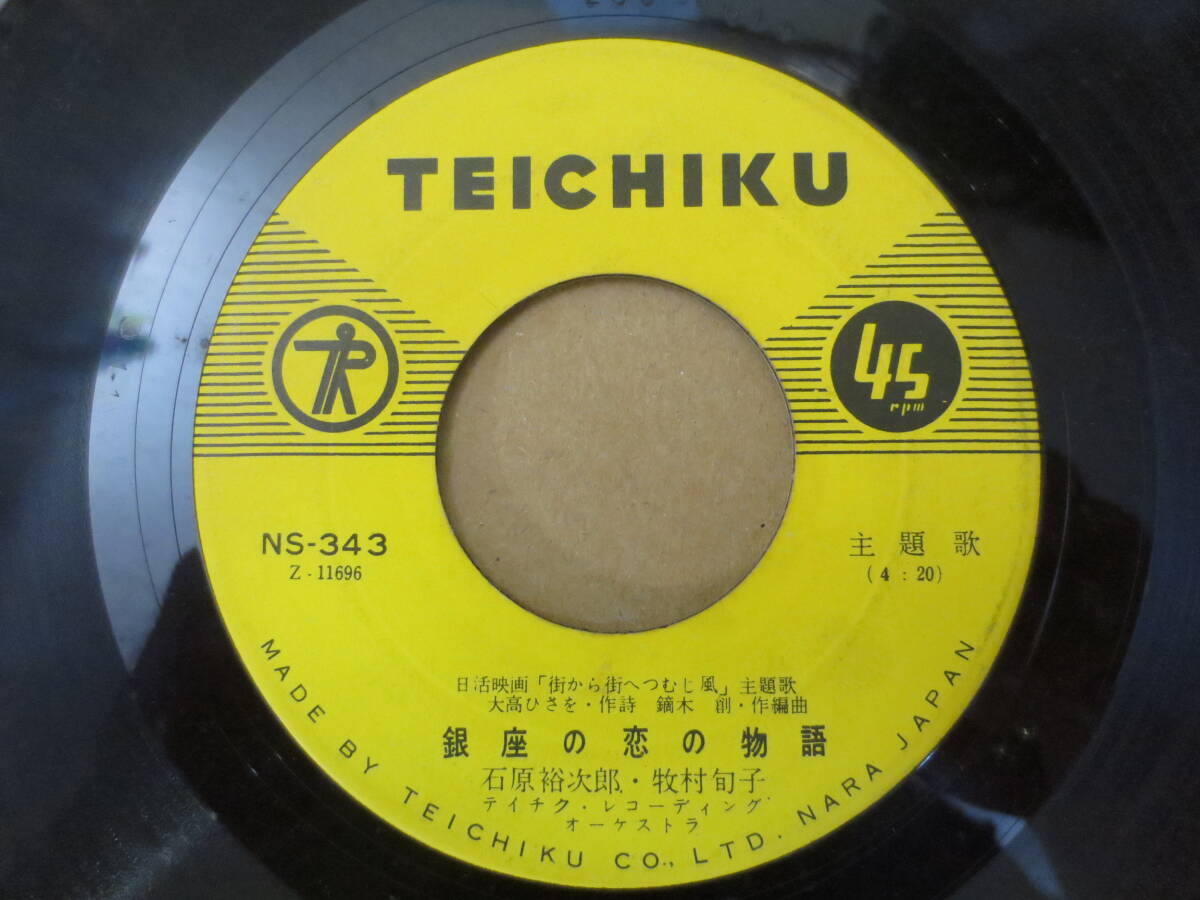 TEICHIKU
45
rpm
NS-343
Z-11696
主題歌
(4:20)
日活映画「街から街へつむじ風」主題歌
大高ひさを・作詩 鏑木 創・作編曲
銀座の恋の物語
石原裕次郎・牧村旬子
テイチク・レコーディング
オーケストラ
MADE BY TEICHIKU CO., LTD. NARA JAPAN